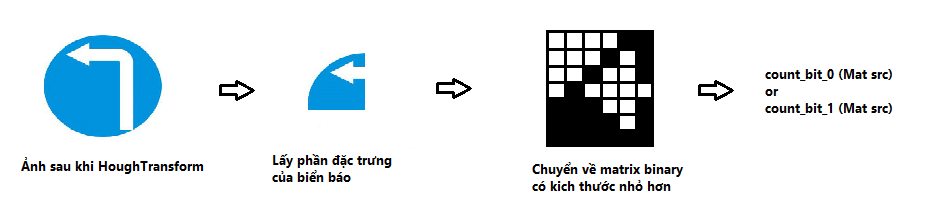 Ảnh sau khi HoughTransform
Lấy phần đặc trưng
của biển báo
Chuyển về matrix binary
có kích thước nhỏ hơn
count_bit_0 (Mat src)
or
count_bit_1 (Mat src)